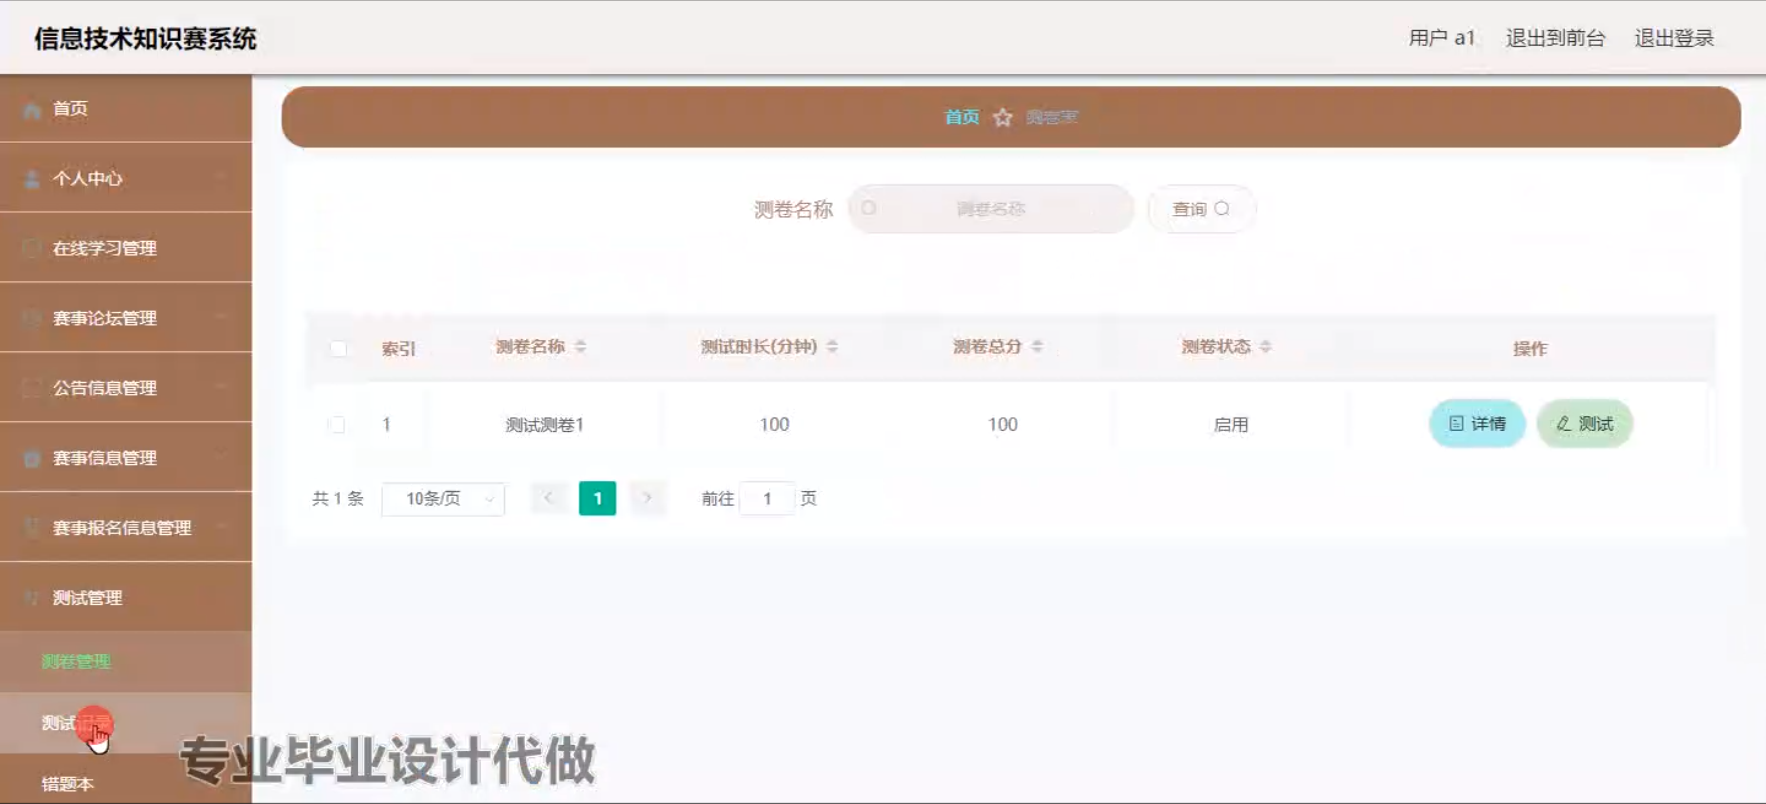 信息技术知识赛系统
用户 a1 退出到前台 退出登录
首页
首页 测卷表
个人中心
测卷名称 测卷名称 查询
在线学习管理
赛事论坛管理
索引 测卷名称 测试时长(分钟) 测卷总分 测卷状态 操作
公告信息管理
1 测试测卷1 100 100 启用 详情 测试
赛事信息管理
共 1 条 10条/页 1 前往 1 页
赛事报名信息管理
测试管理
测卷管理
测试记录
专业毕业设计代做
错题本